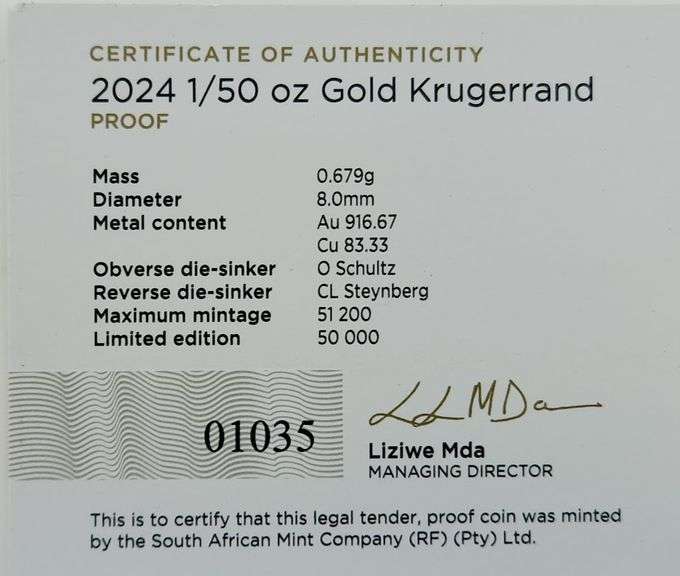 CERTIFICATE OF AUTHENTICITY
2024 1/50 oz Gold Krugerrand
PROOF
Mass 0.679g
Diameter 8.0mm
Metal content Au 916.67
Cu 83.33
Obverse die-sinker O Schultz
Reverse die-sinker CL Steynberg
Maximum mintage 51 200
Limited edition 50 000
01035
Liziwe Mda
MANAGING DIRECTOR
This is to certify that this legal tender, proof coin was minted
by the South African Mint Company (RF) (Pty) Ltd.